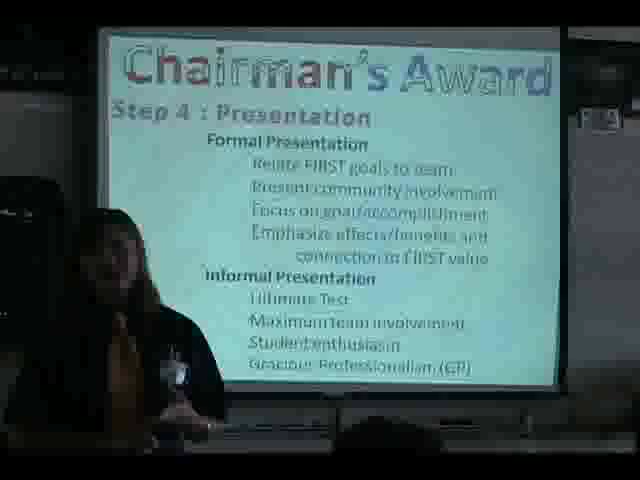 Chairman's Award
Step 4 : Presentation
Formal Presentation
Relate FIRST goals to team
Present community involvement
Focus on goal/accomplishment
Emphasize effects/benefits and
connection to FIRST value
Informal Presentation
Ultimate Test
Maximum team involvement
Student enthusiasm
Gracious Professionalism (GP)